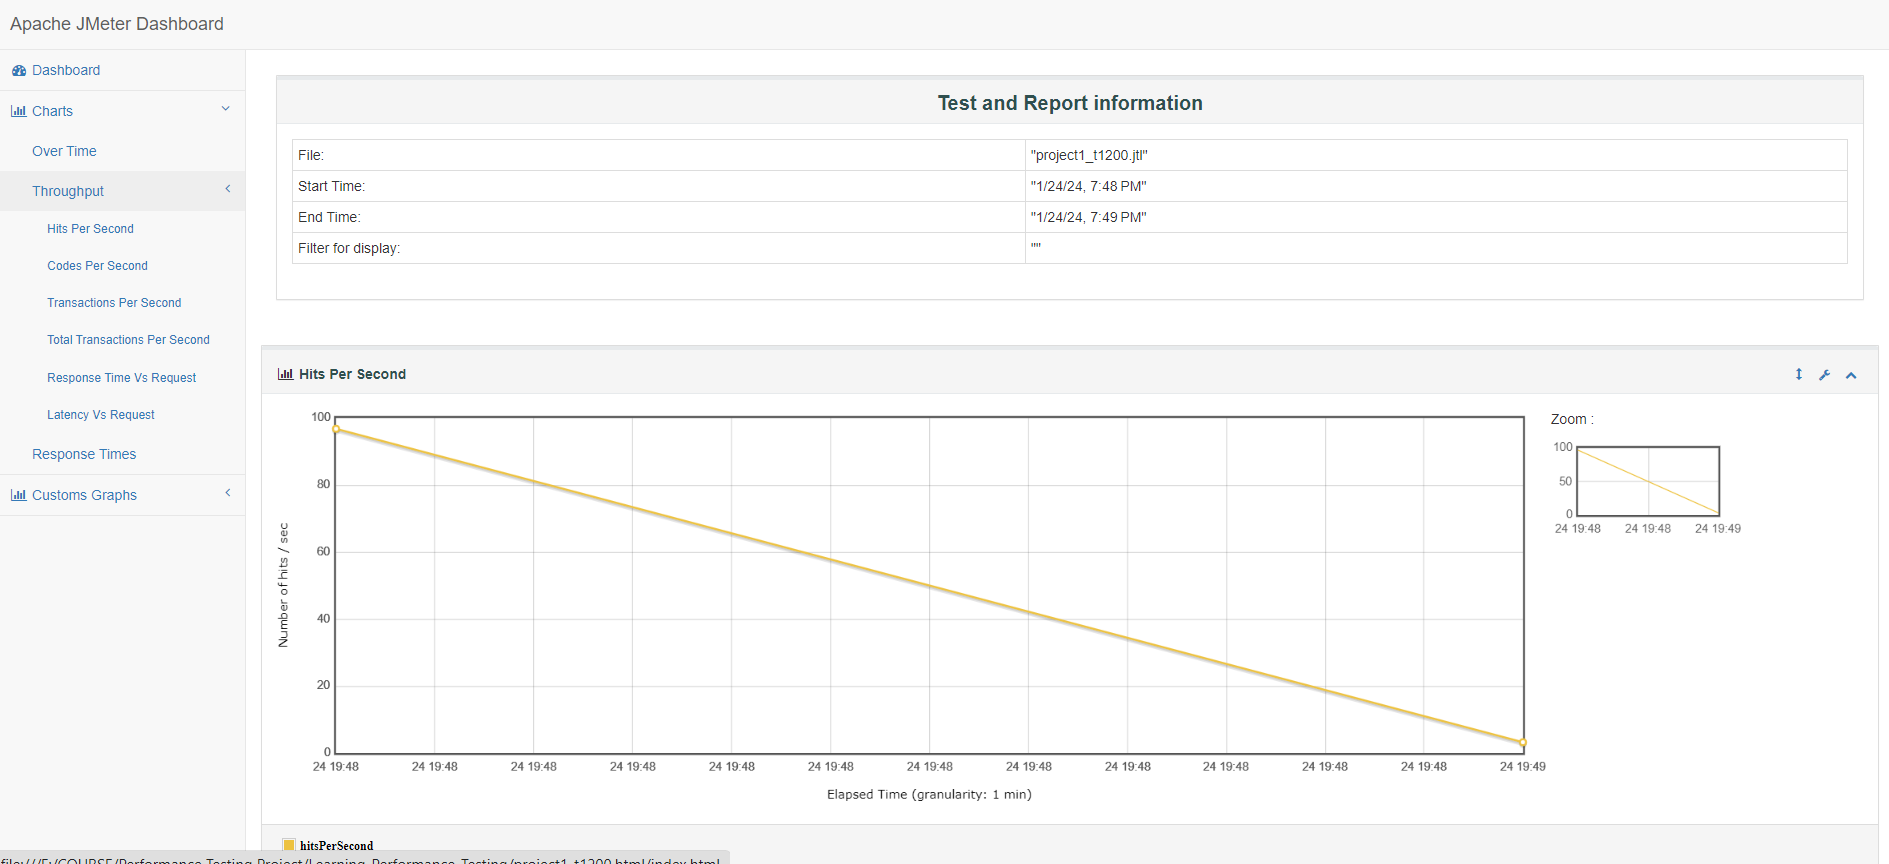 Apache JMeter Dashboard
Dashboard
Charts
Over Time
Throughput
Hits Per Second
Codes Per Second
Transactions Per Second
Total Transactions Per Second
Response Time Vs Request
Latency Vs Request
Response Times
Customs Graphs
Test and Report information
File: "project1_t1200.jtl"
Start Time: "1/24/24, 7:48 PM"
End Time: "1/24/24, 7:49 PM"
Filter for display: ""
Hits Per Second
Number of hits / sec
100
80
60
40
20
0
24 19:48 24 19:48 24 19:48 24 19:48 24 19:48 24 19:48 24 19:48 24 19:48 24 19:48 24 19:48 24 19:48 24 19:48 24 19:49
Elapsed Time (granularity: 1 min)
Zoom :
100
50
0
24 19:48 24 19:48 24 19:49
hitsPerSecond
file:///F:/COURSE/Performance-Testing-Project/Learning-Performance-Testing/project1_t1200.html/index.html